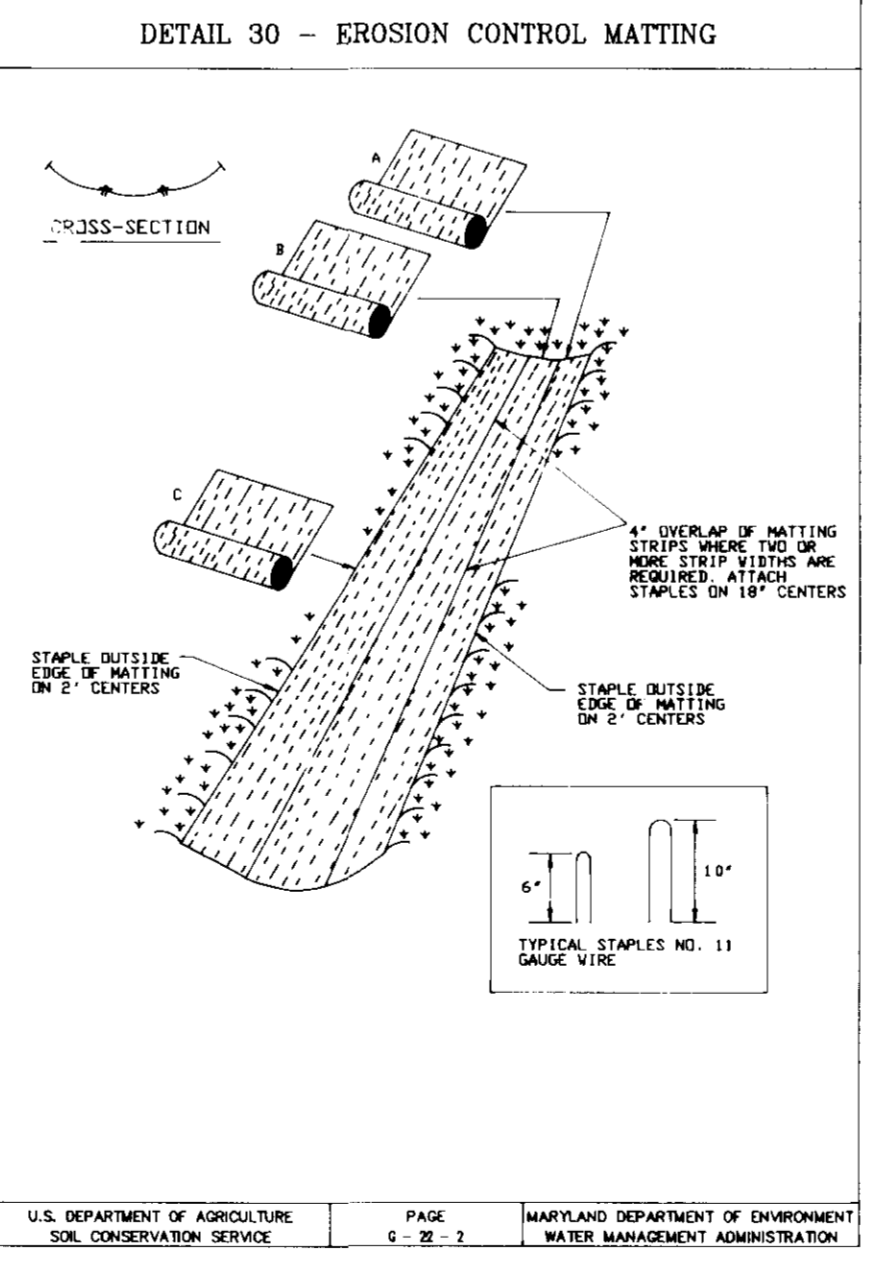 DETAIL 30 - EROSION CONTROL MATTING
CROSS-SECTION
A
B
C
4" OVERLAP OF MATTING
STRIPS WHERE TWO OR
MORE STRIP WIDTHS ARE
REQUIRED. ATTACH
STAPLES ON 18" CENTERS
STAPLE OUTSIDE
EDGE OF MATTING
ON 2' CENTERS
STAPLE OUTSIDE
EDGE OF MATTING
ON 2' CENTERS
6"
10"
TYPICAL STAPLES NO. 11
GAUGE WIRE
U.S. DEPARTMENT OF AGRICULTURE
SOIL CONSERVATION SERVICE
PAGE
G - 22 - 2
MARYLAND DEPARTMENT OF ENVIRONMENT
WATER MANAGEMENT ADMINISTRATION